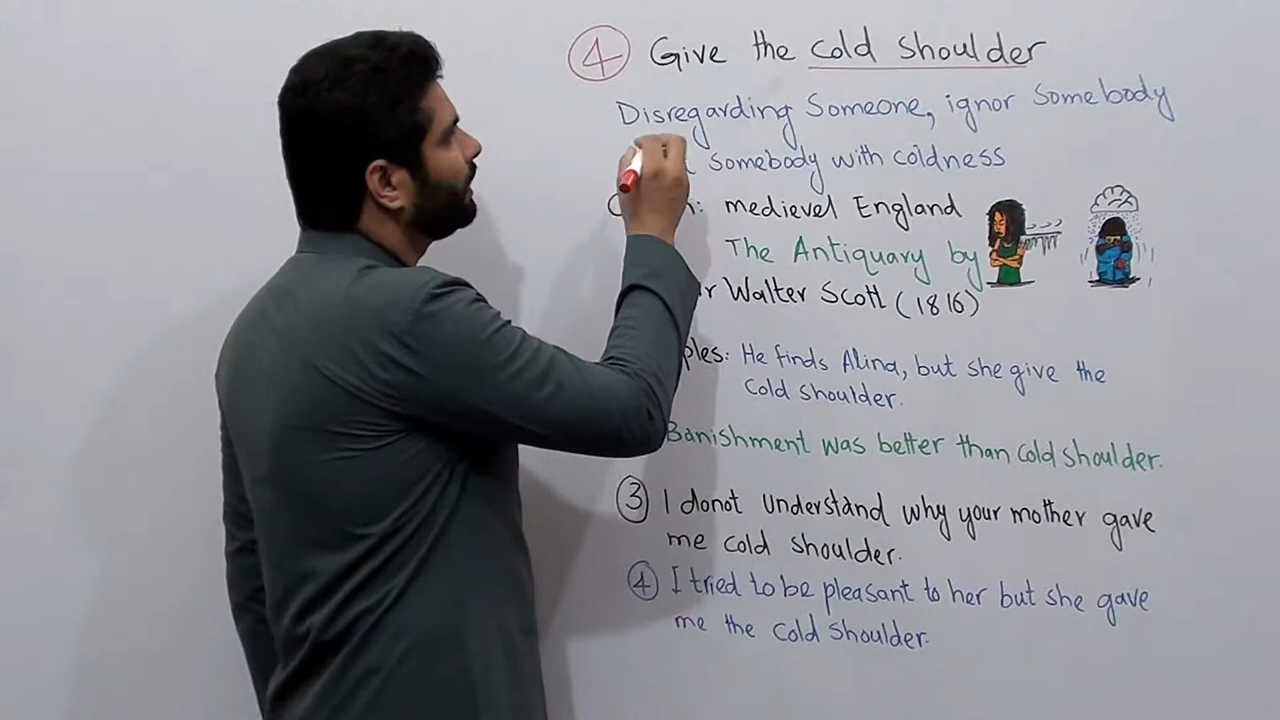 4 Give the cold shoulder
Disregarding Someone, ignor Somebody
somebody with coldness
: medievel England
The Antiquary by
Walter Scott (1816)
ples: He finds Alina, but she give the
Cold shoulder.
Banishment was better than Cold shoulder.
3 I donot understand why your mother gave
me cold shoulder.
4 I tried to be pleasant to her but she gave
me the Cold Shoulder.